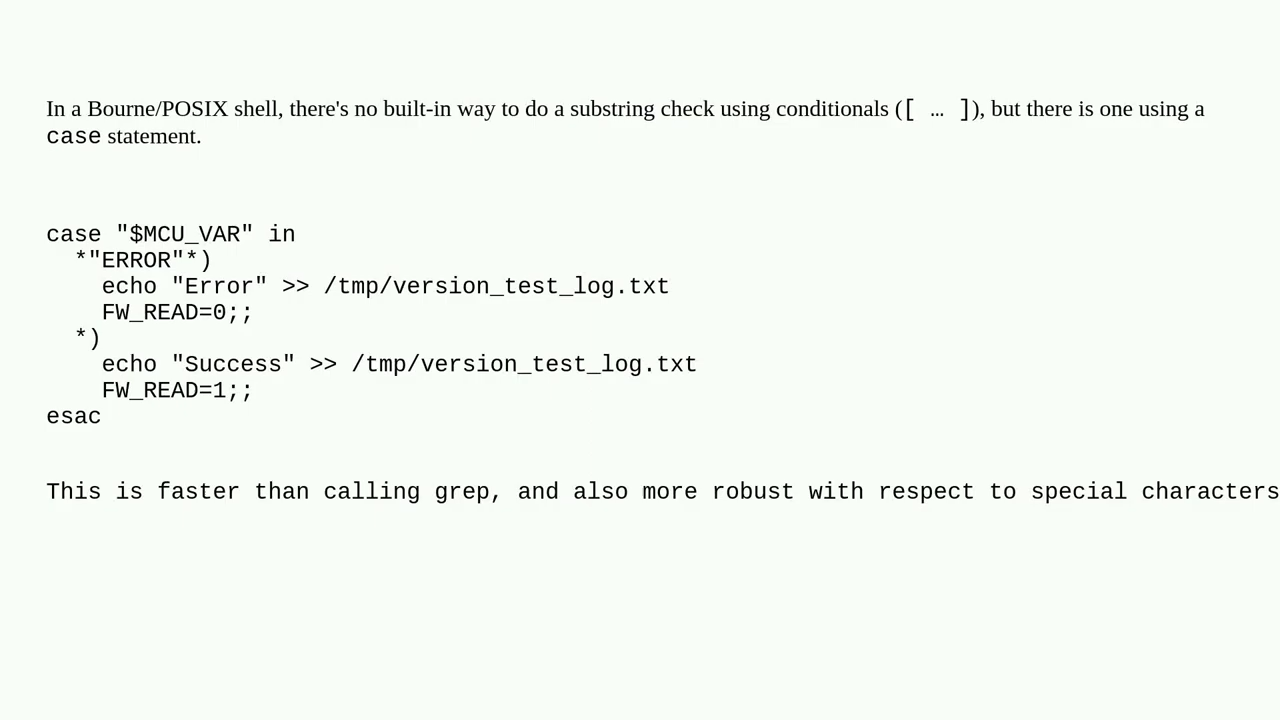 In a Bourne/POSIX shell, there's no built-in way to do a substring check using conditionals ([ … ]), but there is one using a
case statement.
case "$MCU_VAR" in
  *"ERROR"*)
    echo "Error" >> /tmp/version_test_log.txt
    FW_READ=0;;
  *)
    echo "Success" >> /tmp/version_test_log.txt
    FW_READ=1;;
esac
This is faster than calling grep, and also more robust with respect to special characters